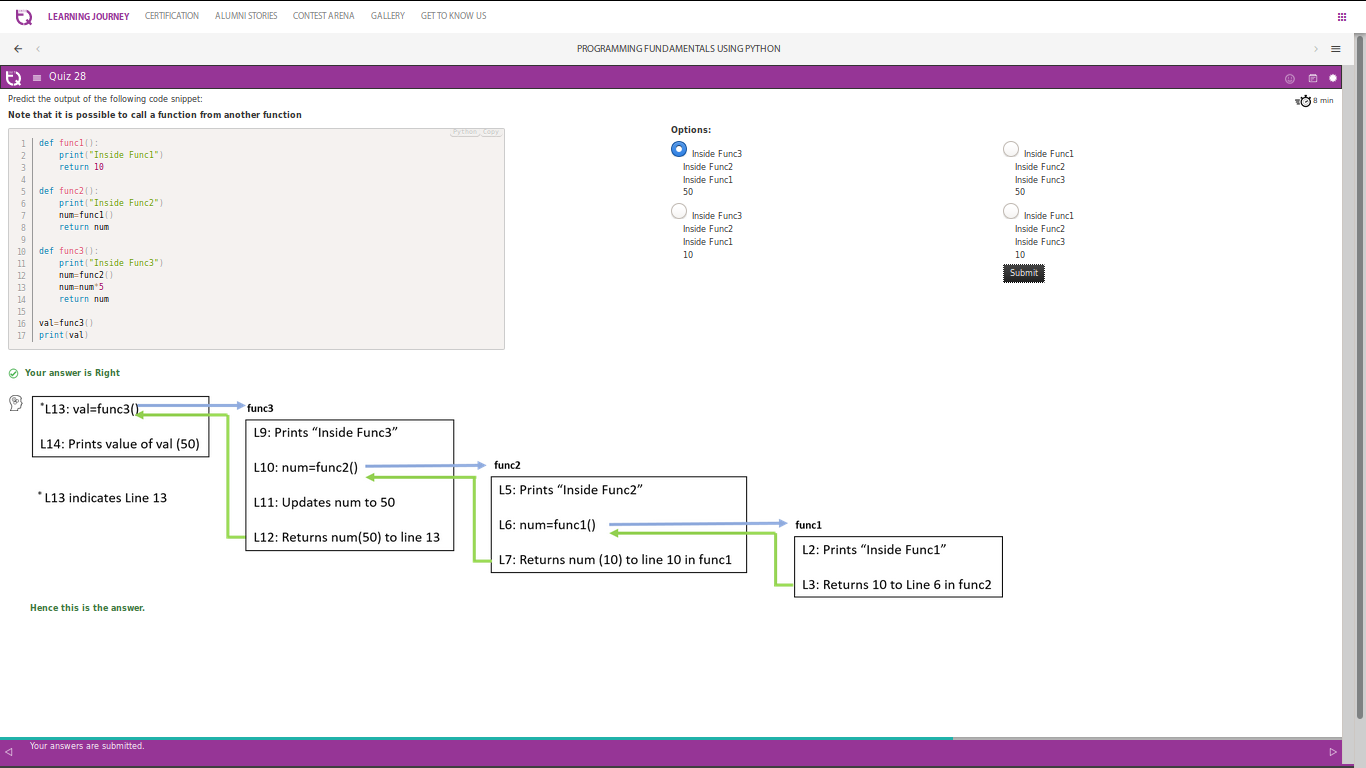 LEARNING JOURNEY CERTIFICATION ALUMNI STORIES CONTEST ARENA GALLERY GET TO KNOW US
PROGRAMMING FUNDAMENTALS USING PYTHON
Quiz 28
Predict the output of the following code snippet:
8 min
Note that it is possible to call a function from another function
Python Copy
1 def func1():
2 print("Inside Func1")
3 return 10
4
5 def func2():
6 print("Inside Func2")
7 num=func1()
8 return num
9
10 def func3():
11 print("Inside Func3")
12 num=func2()
13 num=num*5
14 return num
15
16 val=func3()
17 print(val)
Options:
Inside Func3
Inside Func2
Inside Func1
50
Inside Func1
Inside Func2
Inside Func3
50
Inside Func3
Inside Func2
Inside Func1
10
Inside Func1
Inside Func2
Inside Func3
10
Submit
Your answer is Right
*L13: val=func3()
L14: Prints value of val (50)
* L13 indicates Line 13
func3
L9: Prints “Inside Func3”
L10: num=func2()
L11: Updates num to 50
L12: Returns num(50) to line 13
func2
L5: Prints “Inside Func2”
L6: num=func1()
L7: Returns num (10) to line 10 in func1
func1
L2: Prints “Inside Func1”
L3: Returns 10 to Line 6 in func2
Hence this is the answer.
Your answers are submitted.